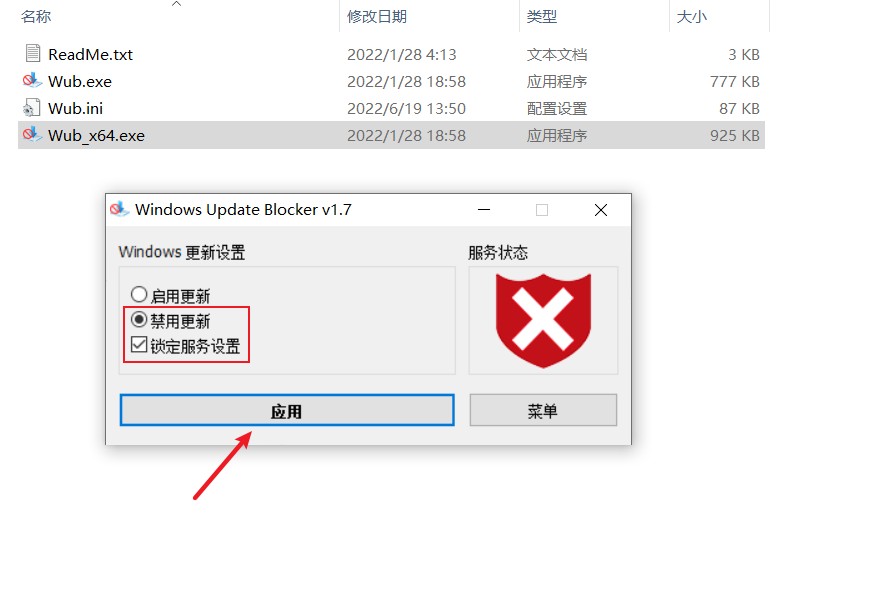 名称 修改日期 类型 大小
ReadMe.txt 2022/1/28 4:13 文本文档 3 KB
Wub.exe 2022/1/28 18:58 应用程序 777 KB
Wub.ini 2022/6/19 13:50 配置设置 87 KB
Wub_x64.exe 2022/1/28 18:58 应用程序 925 KB
Windows Update Blocker v1.7
Windows 更新设置 服务状态
启用更新
禁用更新
锁定服务设置
应用 菜单